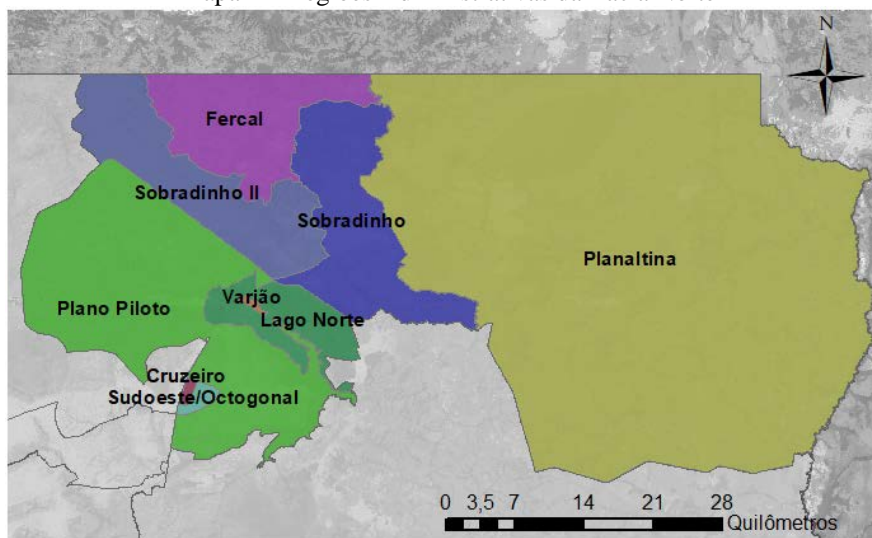 N
Fercal
Sobradinho II
Sobradinho
Planaltina
Varjão
Plano Piloto
Lago Norte
Cruzeiro
Sudoeste/Octogonal
0 3,5 7 14 21 28
Quilômetros